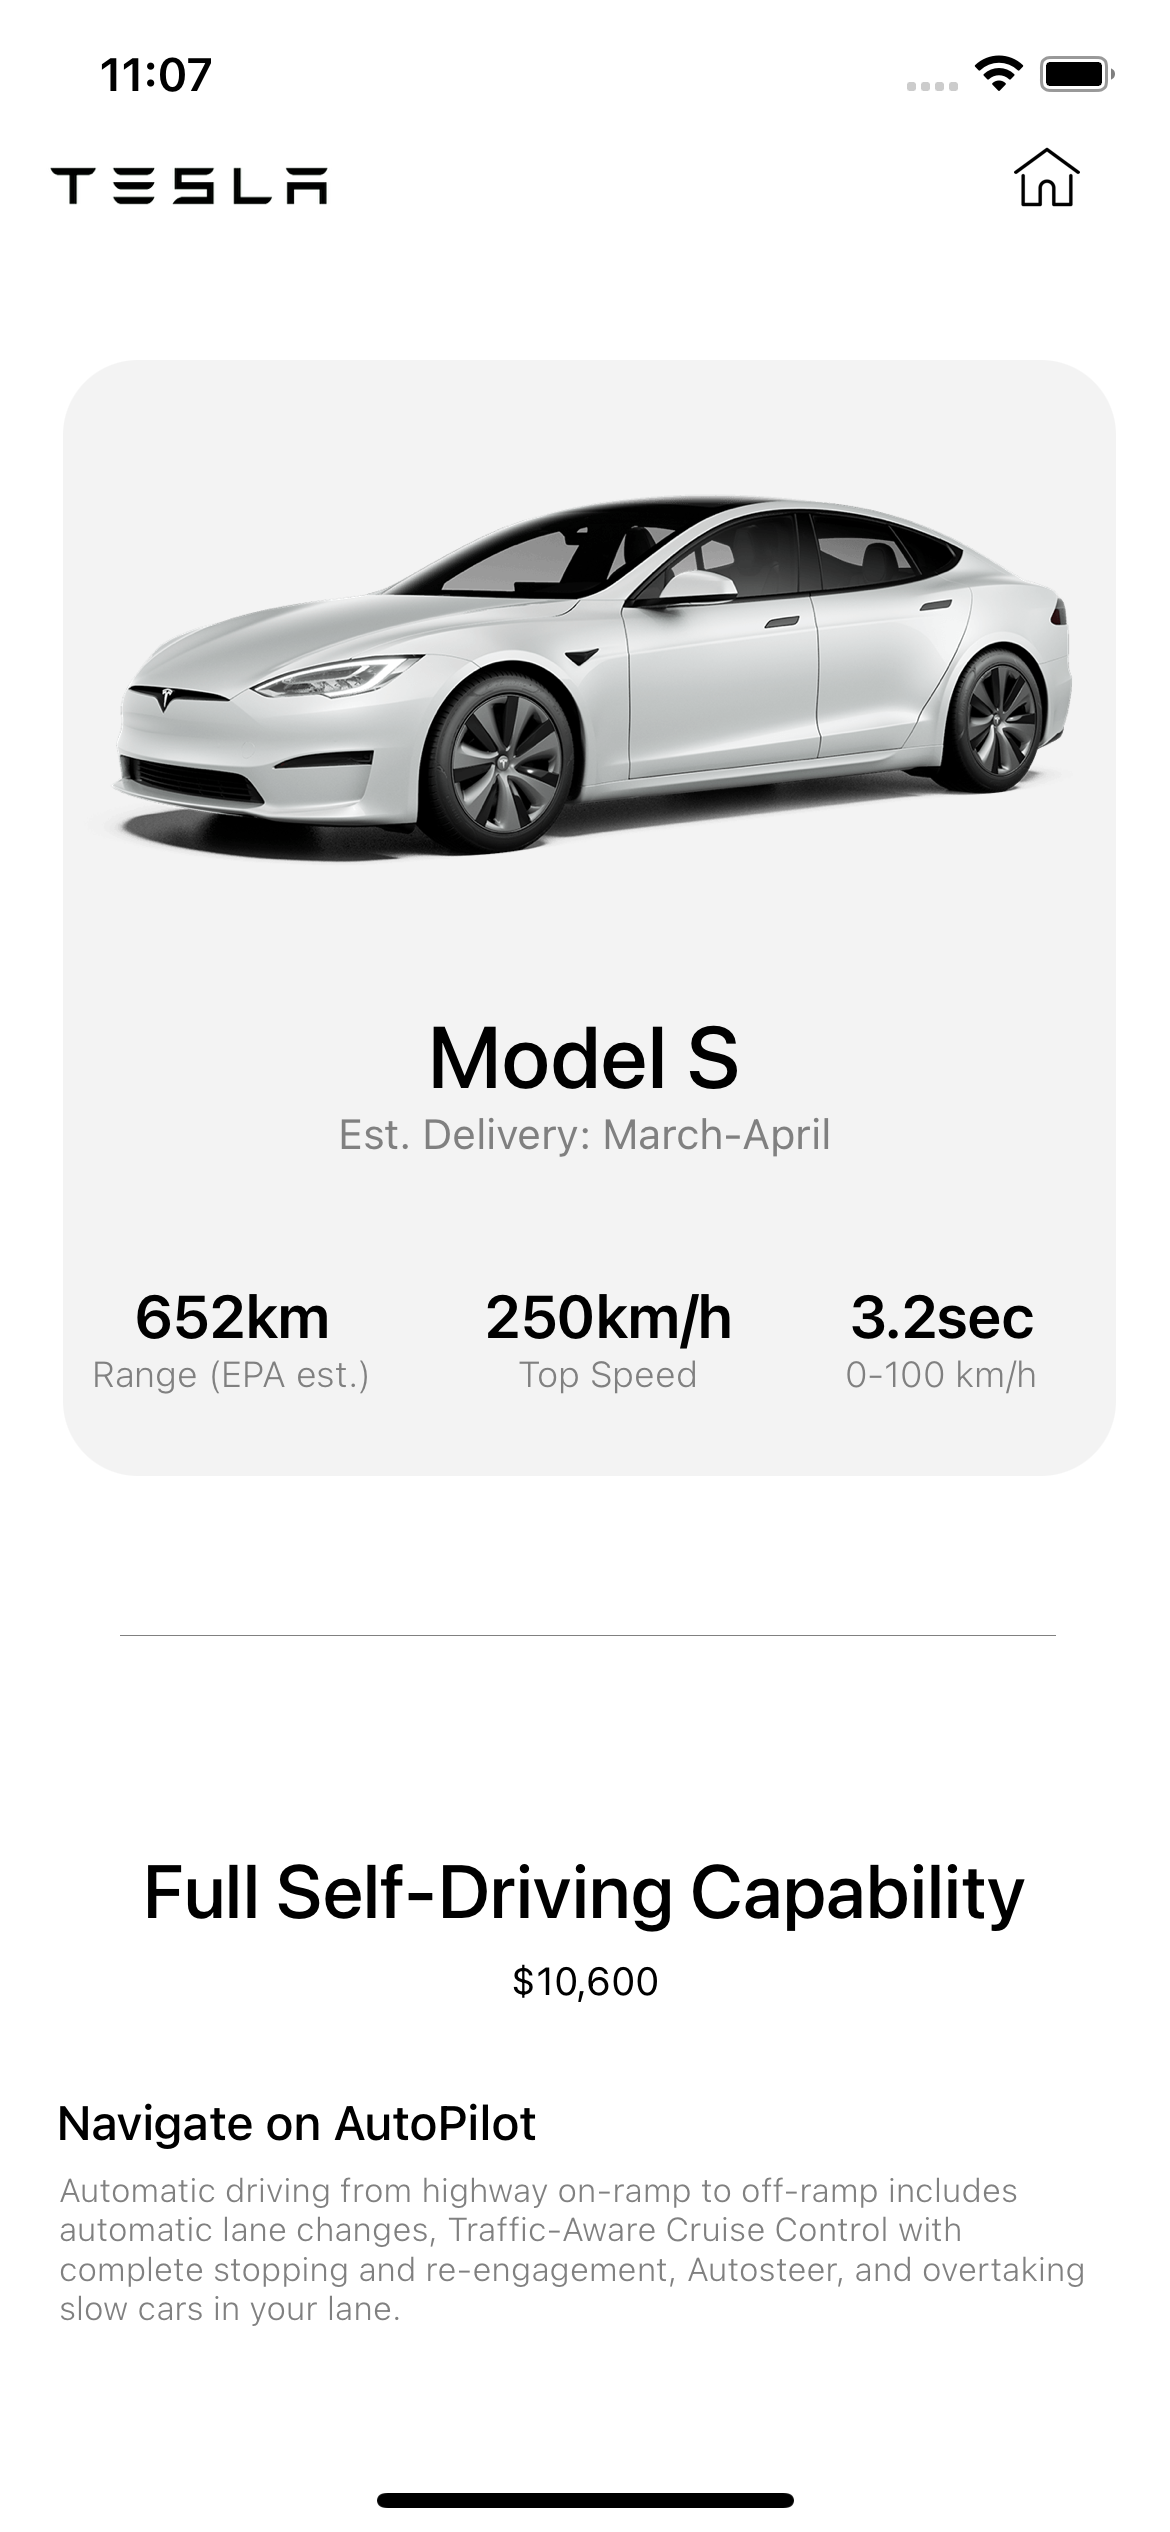 11:07
TESLA
Model S
Est. Delivery: March-April
652km 250km/h 3.2sec
Range (EPA est.) Top Speed 0-100 km/h
Full Self-Driving Capability
$10,600
Navigate on AutoPilot
Automatic driving from highway on-ramp to off-ramp includes
automatic lane changes, Traffic-Aware Cruise Control with
complete stopping and re-engagement, Autosteer, and overtaking
slow cars in your lane.